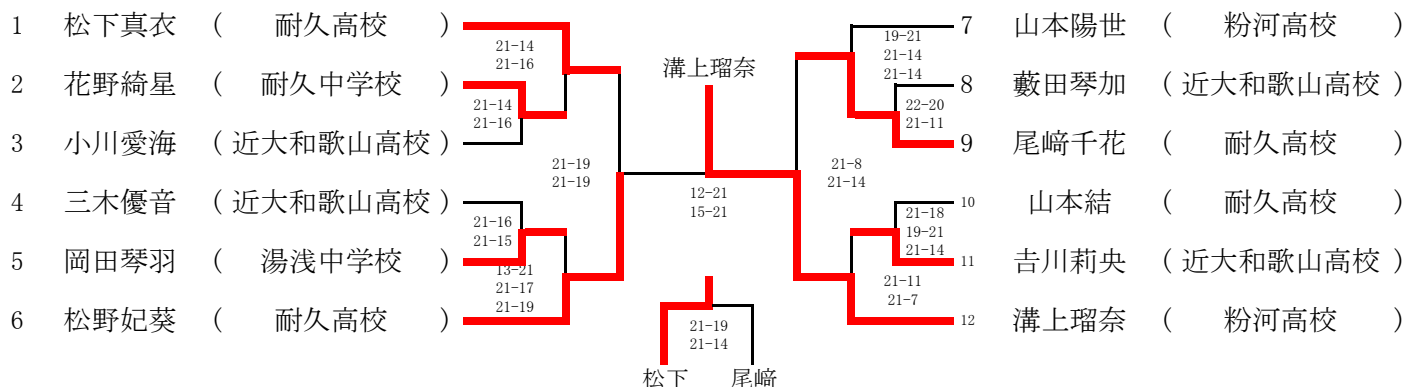 1 松下真衣 ( 耐久高校 )
2 花野綺星 ( 耐久中学校 )
3 小川愛海 ( 近大和歌山高校 )
4 三木優音 ( 近大和歌山高校 )
5 岡田琴羽 ( 湯浅中学校 )
6 松野妃葵 ( 耐久高校 )
21-14
21-16
21-14
21-16
21-19
21-19
21-16
21-15
13-21
21-17
21-19
溝上瑠奈
12-21
15-21
21-19
21-14
松下 尾﨑
19-21
21-14
21-14
22-20
21-11
21-8
21-14
21-18
19-21
21-14
21-11
21-7
7 山本陽世 ( 粉河高校 )
8 藪田琴加 ( 近大和歌山高校 )
9 尾﨑千花 ( 耐久高校 )
10 山本結 ( 耐久高校 )
11 𠮷川莉央 ( 近大和歌山高校 )
12 溝上瑠奈 ( 粉河高校 )